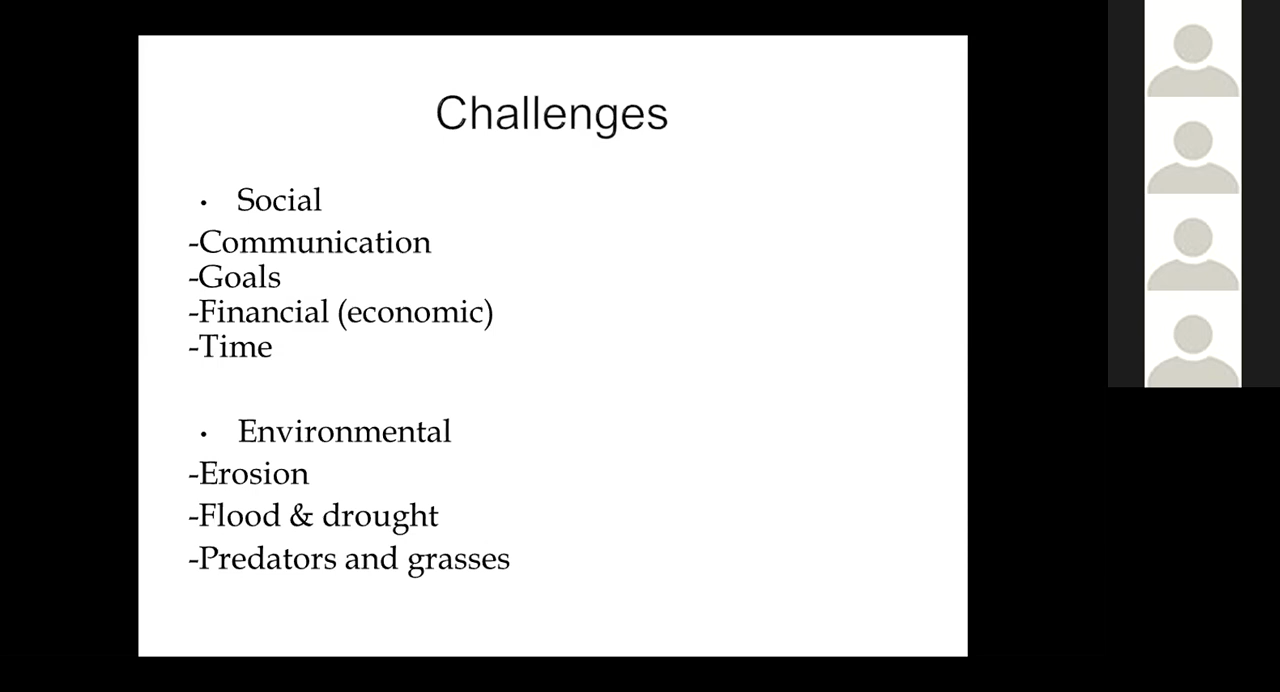 Challenges
• Social
-Communication
-Goals
-Financial (economic)
-Time
• Environmental
-Erosion
-Flood & drought
-Predators and grasses